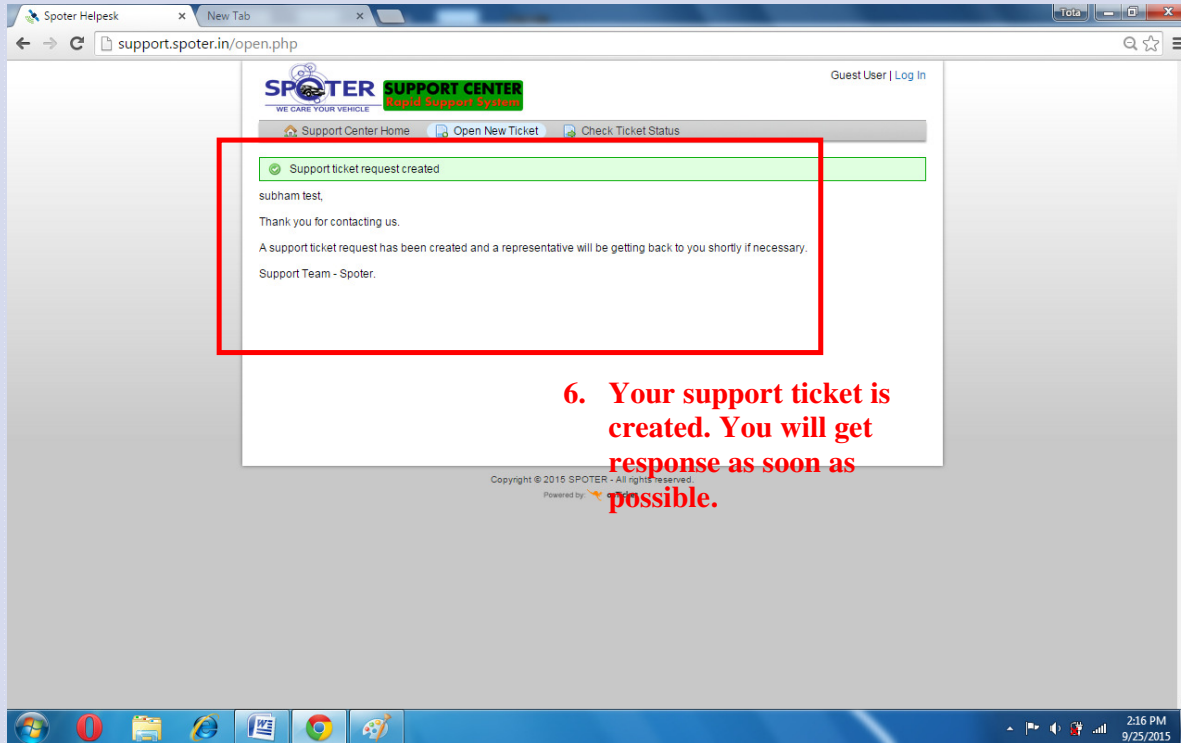 Spoter Helpesk
New Tab
Tota
support.spoter.in/open.php
SPOTER
WE CARE YOUR VEHICLE
SUPPORT CENTER
Rapid Support System
Guest User | Log In
Support Center Home
Open New Ticket
Check Ticket Status
Support ticket request created
subham test,
Thank you for contacting us.
A support ticket request has been created and a representative will be getting back to you shortly if necessary.
Support Team - Spoter.
6. Your support ticket is
created. You will get
response as soon as
possible.
Copyright © 2015 SPOTER - All rights reserved.
Powered by:
2:16 PM
9/25/2015